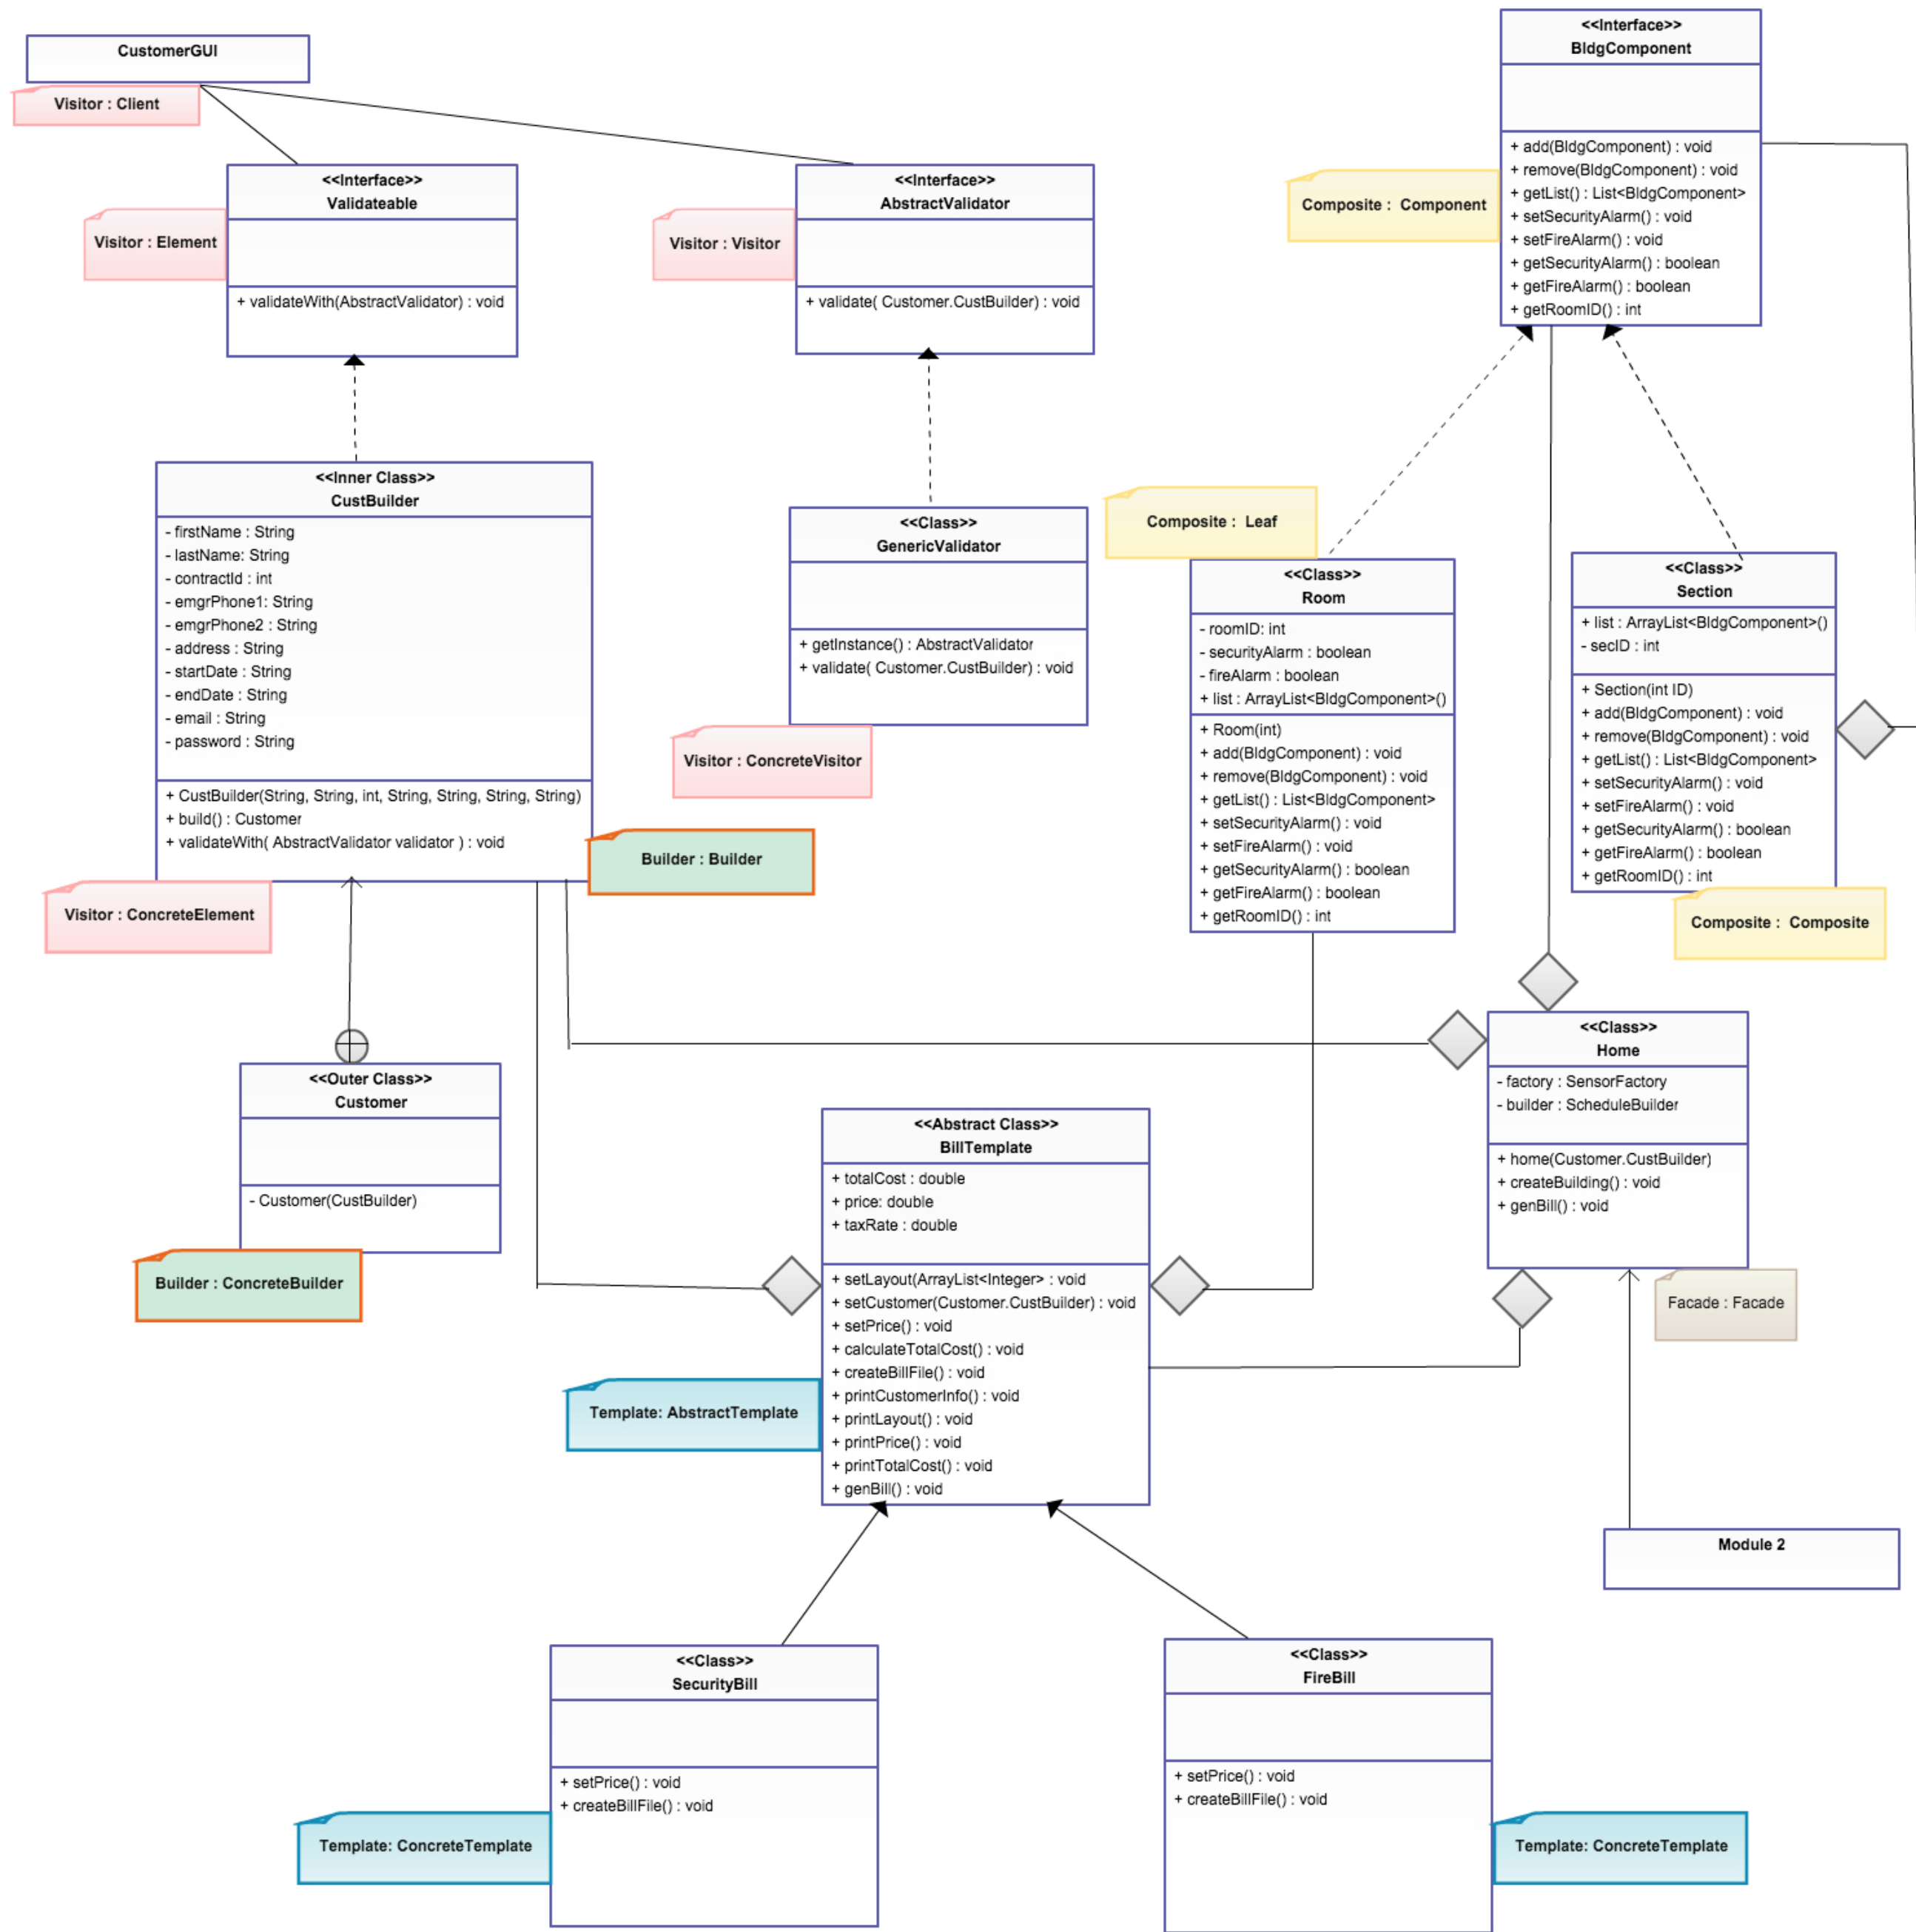 CustomerGUI
Visitor : Client
<<Interface>>
Validateable
+ validateWith(AbstractValidator) : void
Visitor : Element
<<Interface>>
AbstractValidator
+ validate( Customer.CustBuilder) : void
Visitor : Visitor
<<Interface>>
BldgComponent
+ add(BldgComponent) : void
+ remove(BldgComponent) : void
+ getList() : List<BldgComponent>
+ setSecurityAlarm() : void
+ setFireAlarm() : void
+ getSecurityAlarm() : boolean
+ getFireAlarm() : boolean
+ getRoomID() : int
Composite : Component
<<Inner Class>>
CustBuilder
- firstName : String
- lastName: String
- contractId : int
- emgrPhone1: String
- emgrPhone2 : String
- address : String
- startDate : String
- endDate : String
- email : String
- password : String
+ CustBuilder(String, String, int, String, String, String, String)
+ build() : Customer
+ validateWith( AbstractValidator validator ) : void
Visitor : ConcreteElement
Builder : Builder
<<Class>>
GenericValidator
+ getInstance() : AbstractValidator
+ validate( Customer.CustBuilder) : void
Visitor : ConcreteVisitor
Composite : Leaf
<<Class>>
Room
- roomID: int
- securityAlarm : boolean
- fireAlarm : boolean
+ list : ArrayList<BldgComponent>()
+ Room(int)
+ add(BldgComponent) : void
+ remove(BldgComponent) : void
+ getList() : List<BldgComponent>
+ setSecurityAlarm() : void
+ setFireAlarm() : void
+ getSecurityAlarm() : boolean
+ getFireAlarm() : boolean
+ getRoomID() : int
<<Class>>
Section
+ list : ArrayList<BldgComponent>()
- secID : int
+ Section(int ID)
+ add(BldgComponent) : void
+ remove(BldgComponent) : void
+ getList() : List<BldgComponent>
+ setSecurityAlarm() : void
+ setFireAlarm() : void
+ getSecurityAlarm() : boolean
+ getFireAlarm() : boolean
+ getRoomID() : int
Composite : Composite
<<Outer Class>>
Customer
- Customer(CustBuilder)
Builder : ConcreteBuilder
<<Abstract Class>>
BillTemplate
+ totalCost : double
+ price: double
+ taxRate : double
+ setLayout(ArrayList<Integer> : void
+ setCustomer(Customer.CustBuilder) : void
+ setPrice() : void
+ calculateTotalCost() : void
+ createBillFile() : void
+ printCustomerInfo() : void
+ printLayout() : void
+ printPrice() : void
+ printTotalCost() : void
+ genBill() : void
Template: AbstractTemplate
<<Class>>
Home
- factory : SensorFactory
- builder : ScheduleBuilder
+ home(Customer.CustBuilder)
+ createBuilding() : void
+ genBill() : void
Facade : Facade
Module 2
<<Class>>
SecurityBill
+ setPrice() : void
+ createBillFile() : void
Template: ConcreteTemplate
<<Class>>
FireBill
+ setPrice() : void
+ createBillFile() : void
Template: ConcreteTemplate